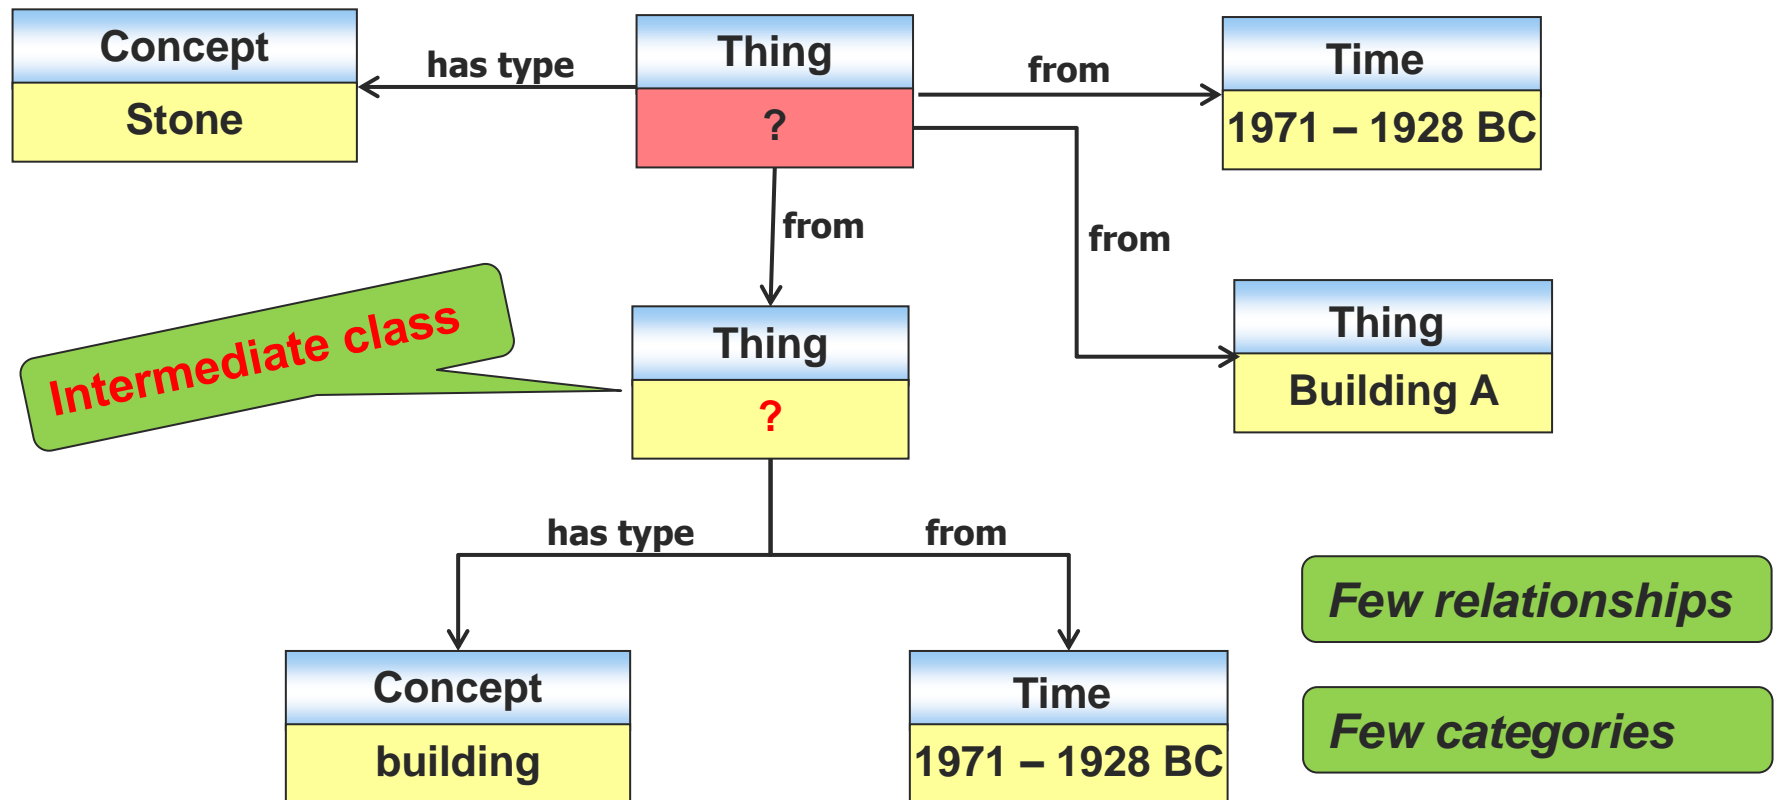 Concept
Stone
has type
Thing
?
from
Time
1971 – 1928 BC
from
from
Intermediate class
Thing
?
Thing
Building A
has type
from
Concept
building
Time
1971 – 1928 BC
Few relationships
Few categories